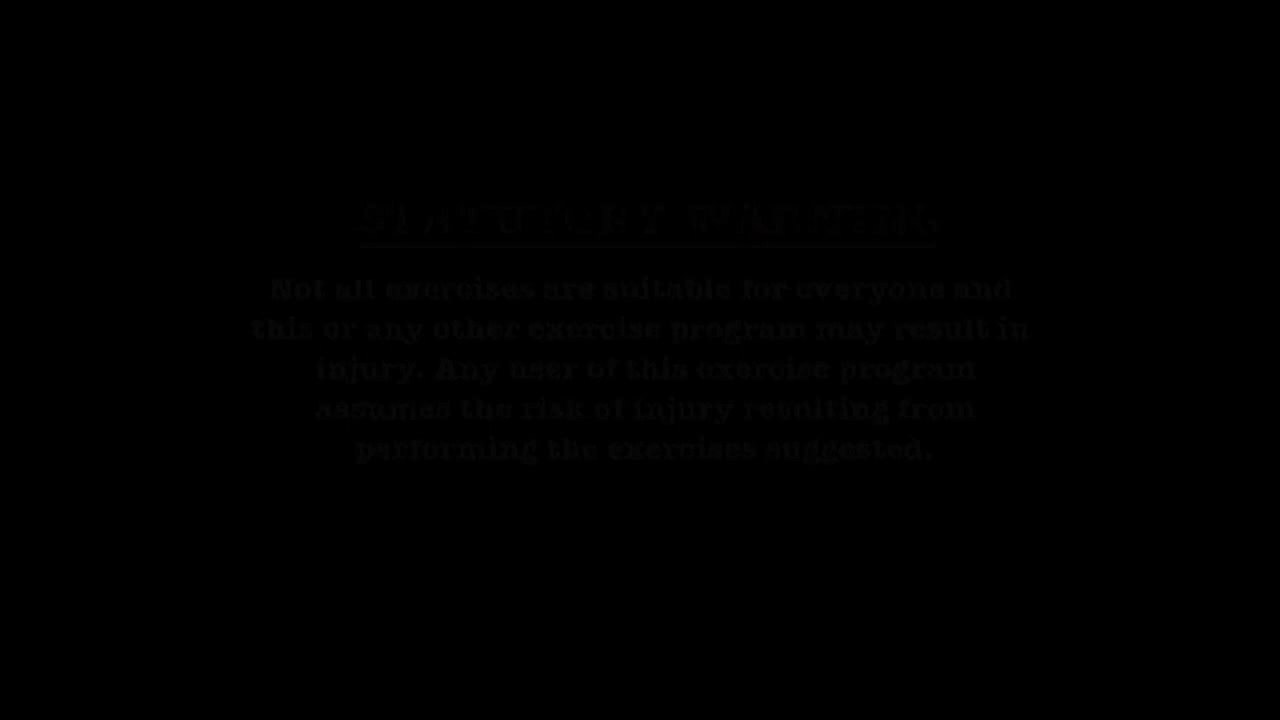 STATUTORY WARNING
Not all exercises are suitable for everyone and
this or any other exercise program may result in
injury. Any user of this exercise program
assumes the risk of injury resulting from
performing the exercises suggested.